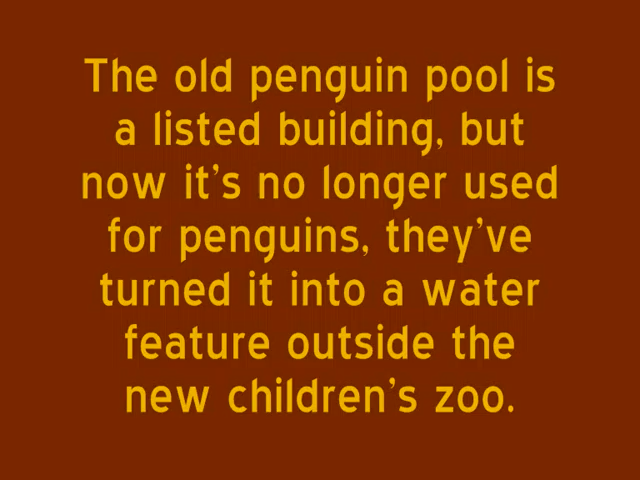 The old penguin pool is
a listed building, but
now it's no longer used
for penguins, they've
turned it into a water
feature outside the
new children's zoo.